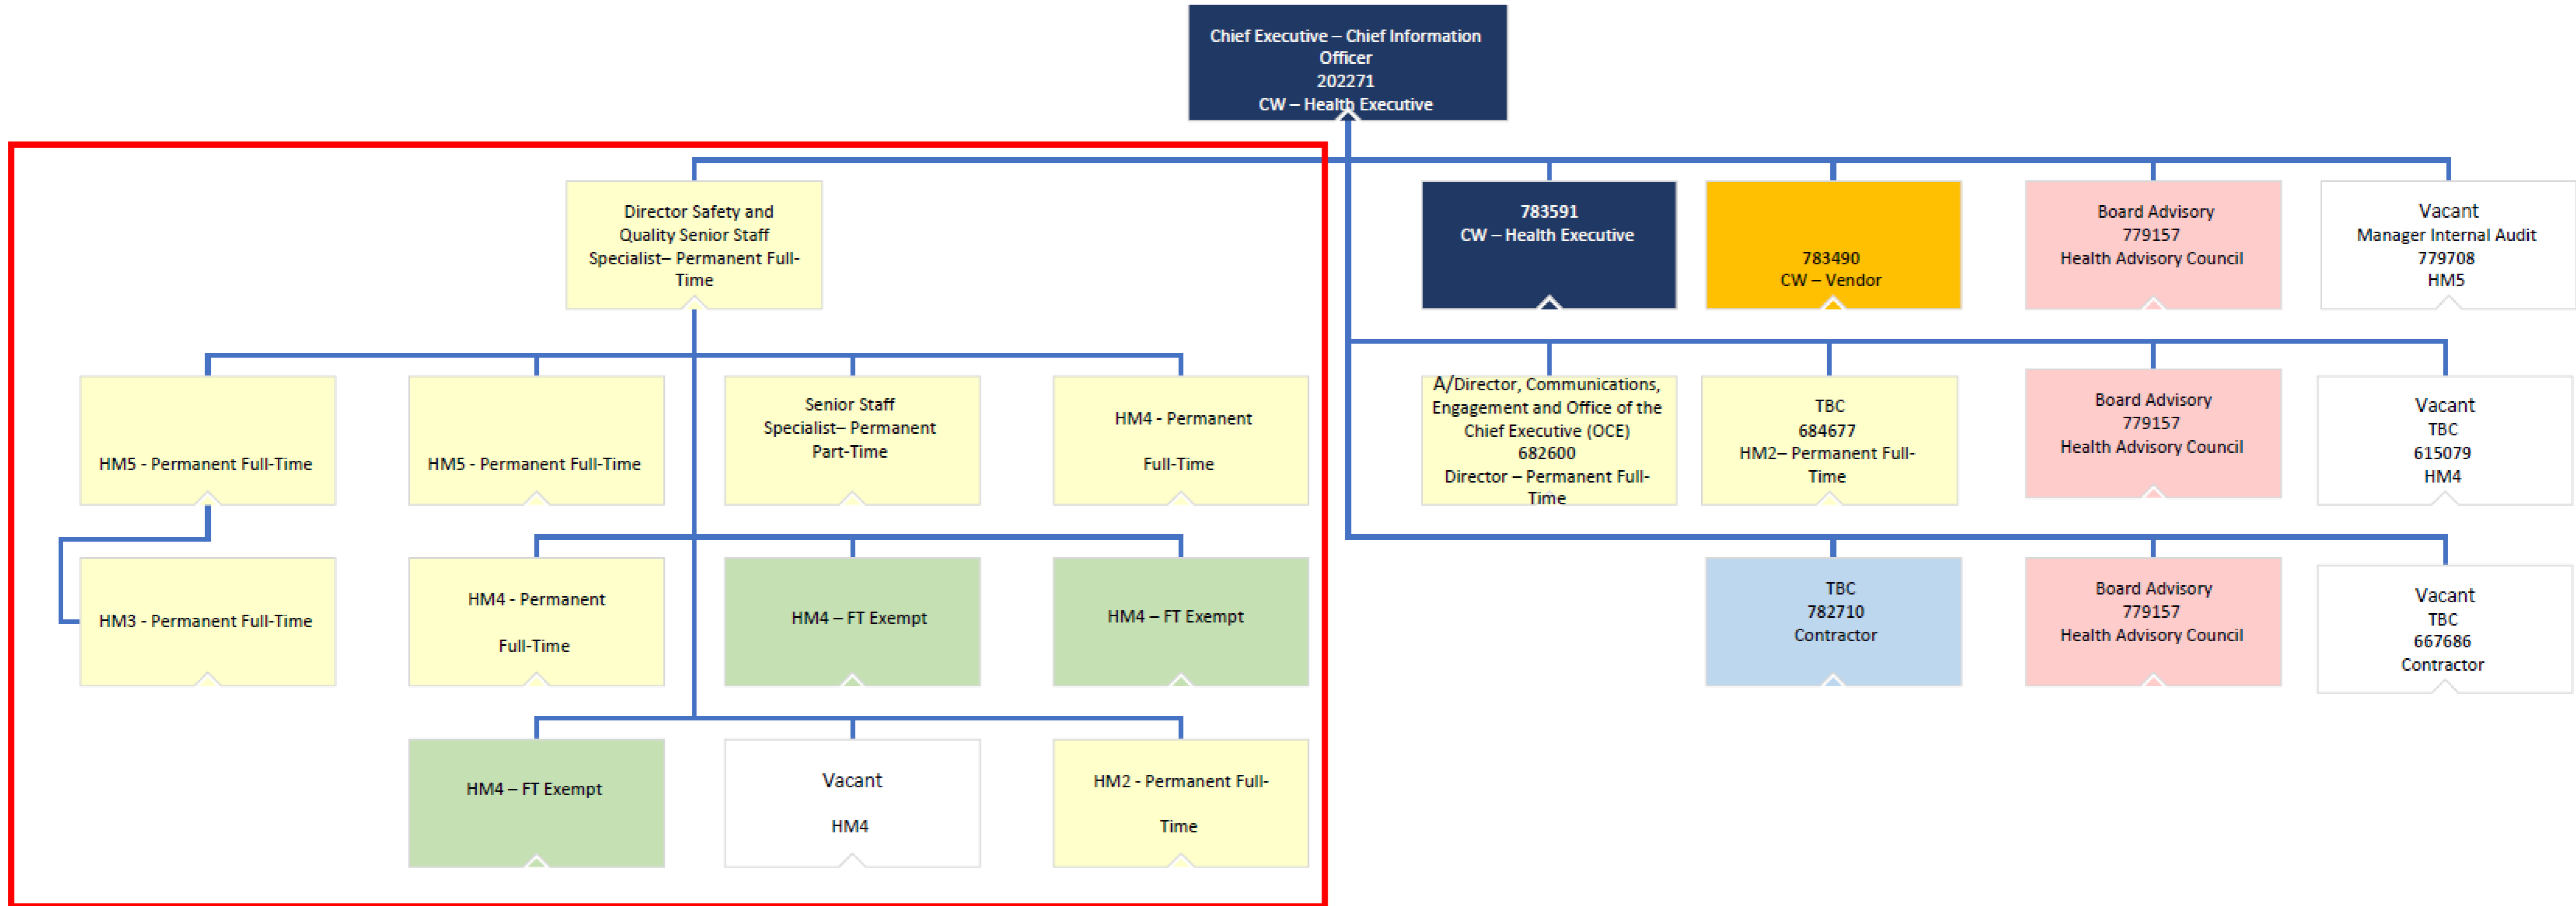 Chief Executive – Chief Information
Officer
202271
CW – Health Executive
Director Safety and
Quality Senior Staff
Specialist– Permanent Full-
Time
783591
CW – Health Executive
783490
CW – Vendor
Board Advisory
779157
Health Advisory Council
Vacant
Manager Internal Audit
779708
HM5
HM5 - Permanent Full-Time
HM5 - Permanent Full-Time
Senior Staff
Specialist– Permanent
Part-Time
HM4 - Permanent
Full-Time
A/Director, Communications,
Engagement and Office of the
Chief Executive (OCE)
682600
Director – Permanent Full-
Time
TBC
684677
HM2– Permanent Full-
Time
Board Advisory
779157
Health Advisory Council
Vacant
TBC
615079
HM4
HM3 - Permanent Full-Time
HM4 - Permanent
Full-Time
HM4 – FT Exempt
HM4 – FT Exempt
TBC
782710
Contractor
Board Advisory
779157
Health Advisory Council
Vacant
TBC
667686
Contractor
HM4 – FT Exempt
Vacant
HM4
HM2 - Permanent Full-
Time